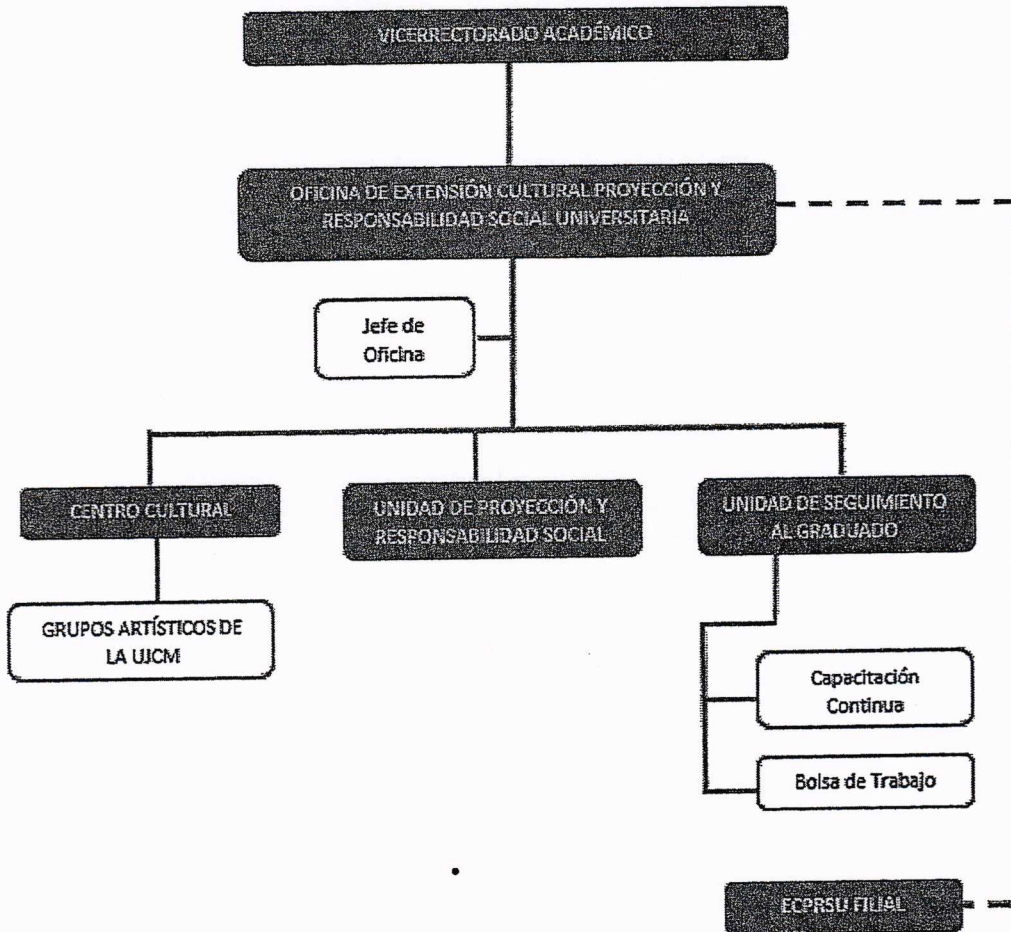 VICERRECTORADO ACADÉMICO
OFICINA DE EXTENSIÓN CULTURAL PROYECCIÓN Y
RESPONSABILIDAD SOCIAL UNIVERSITARIA
Jefe de
Oficina
CENTRO CULTURAL
UNIDAD DE PROYECCIÓN Y
RESPONSABILIDAD SOCIAL
UNIDAD DE SEGUIMIENTO
AL GRADUADO
GRUPOS ARTÍSTICOS DE
LA UJCM
Capacitación
Continua
Bolsa de Trabajo
ECPRSU FILIAL